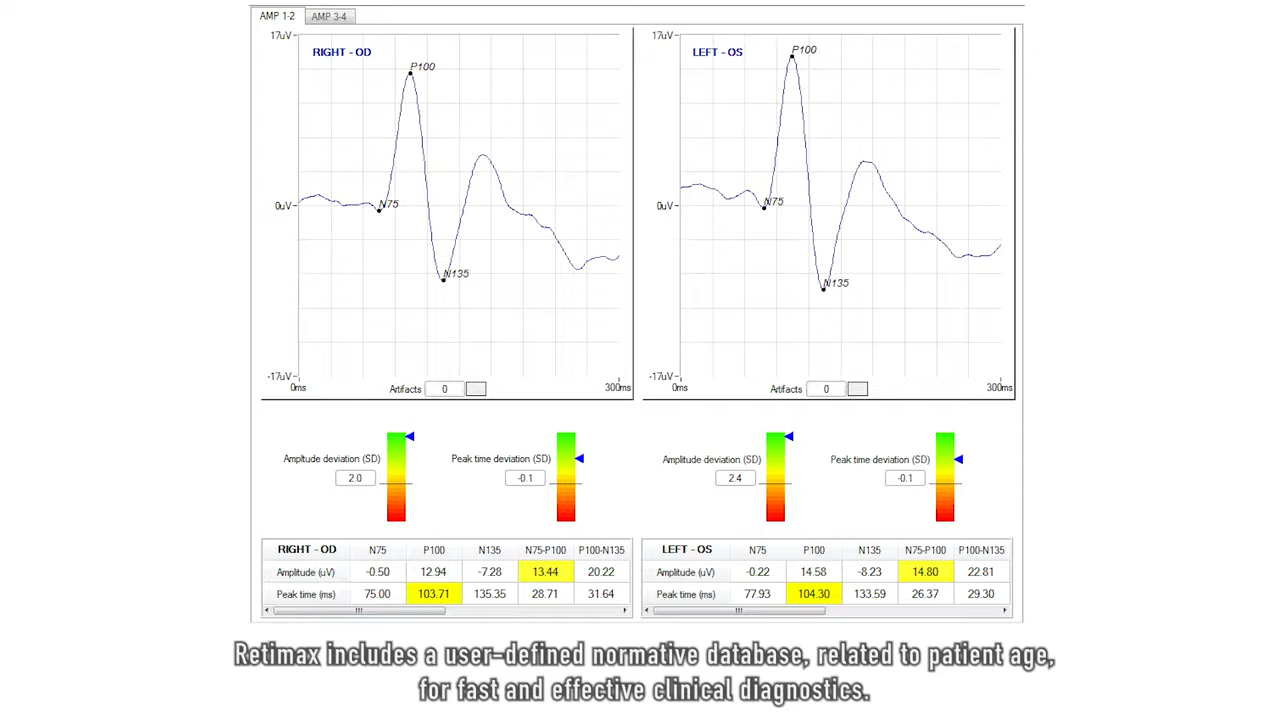 AMP 1-2 AMP 3-4
17uV
RIGHT - OD
P100
0uV
N75
N135
-17uV
0ms
300ms
Artifacts 0
17uV
LEFT - OS
P100
0uV
N75
N135
-17uV
0ms
300ms
Artifacts 0
Ampltude deviation (SD)
2.0
Peak time deviation (SD)
-0.1
Amplitude deviation (SD)
2.4
Peak time deviation (SD)
-0.1
RIGHT - OD N75 P100 N135 N75-P100 P100-N135
Amplitude (uV) -0.50 12.94 -7.28 13.44 20.22
Peak time (ms) 75.00 103.71 135.35 28.71 31.64
LEFT - OS N75 P100 N135 N75-P100 P100-N135
Amplitude (uV) -0.22 14.58 -8.23 14.80 22.81
Peak time (ms) 77.93 104.30 133.59 26.37 29.30
Retimax includes a user-defined normative database, related to patient age,
for fast and effective clinical diagnostics.